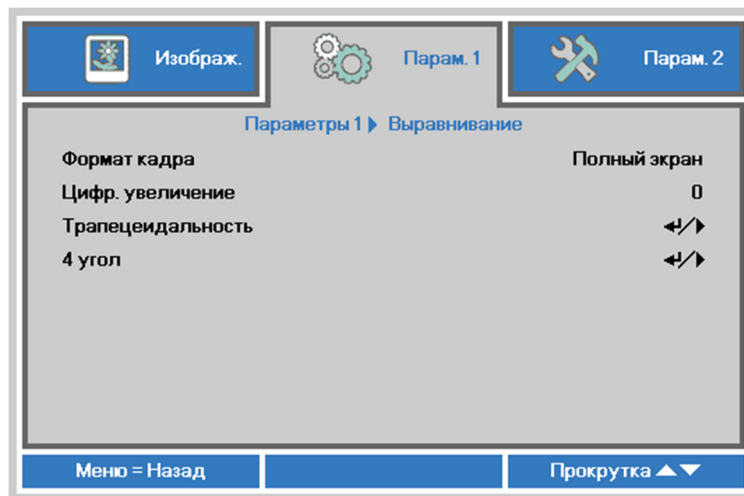 Изображ.
Парам. 1
Парам. 2
Параметры 1 Выравнивание
Формат кадра Полный экран
Цифр. увеличение 0
Трапецеидальность
4 угол
Меню = Назад
Прокрутка